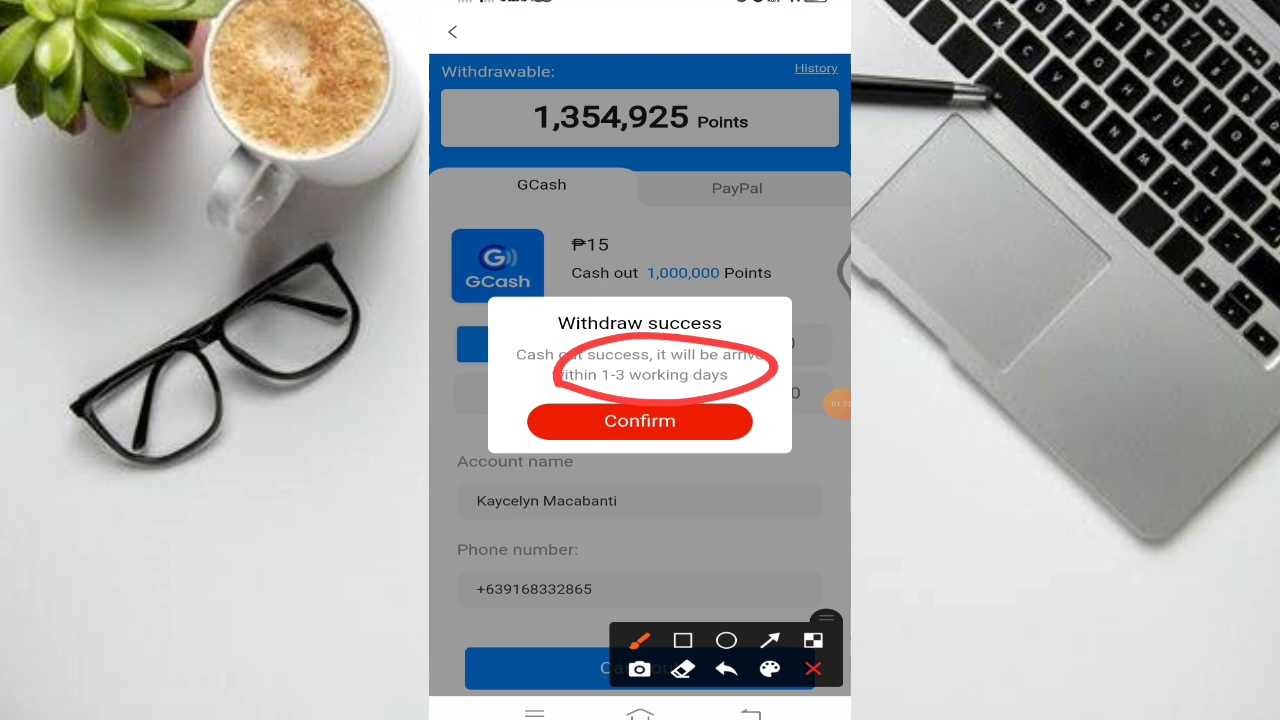 Withdrawable:
History
1,354,925 Points
GCash
PayPal
GCash
₱15
Cash out 1,000,000 Points
Withdraw success
Cash out success, it will be arrive
within 1-3 working days
Confirm
01:22
Account name
Kaycelyn Macabanti
Phone number:
+639168332865